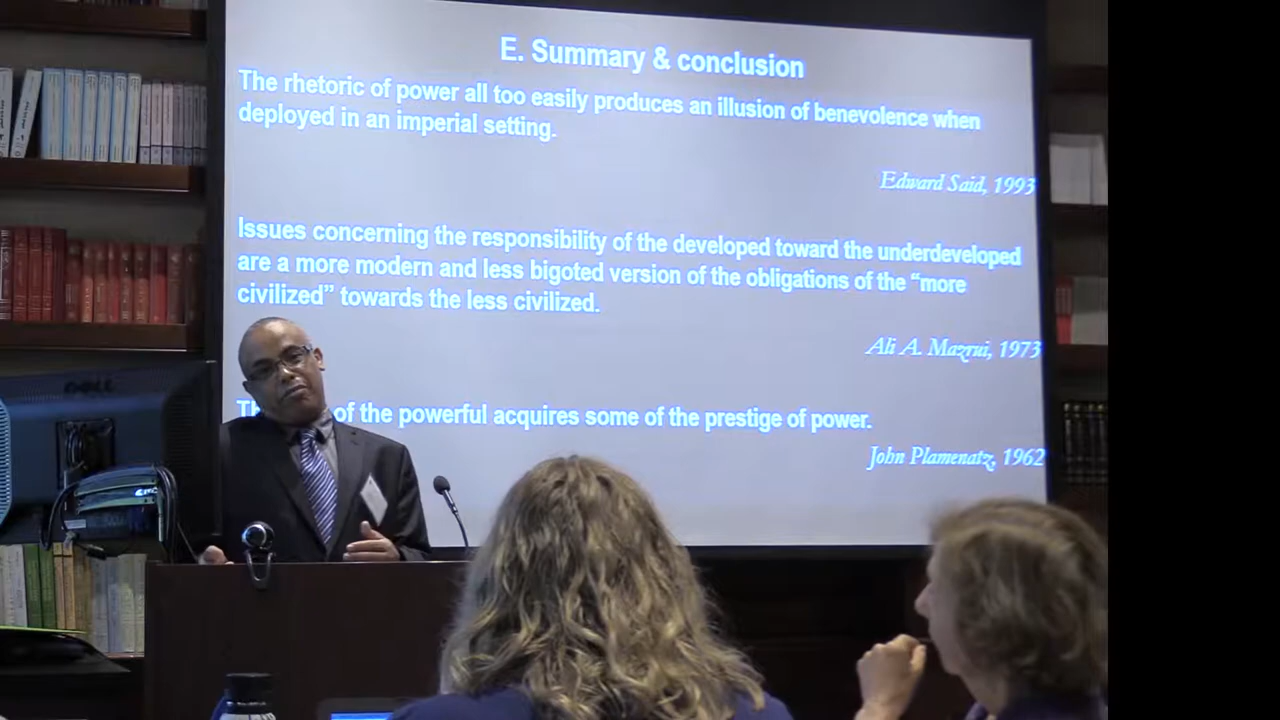 E. Summary & conclusion
The rhetoric of power all too easily produces an illusion of benevolence when
deployed in an imperial setting.
Edward Said, 1993
Issues concerning the responsibility of the developed toward the underdeveloped
are a more modern and less bigoted version of the obligations of the “more
civilized” towards the less civilized.
Ali A. Mazrui, 1973
of the powerful acquires some of the prestige of power.
John Plamenatz, 1962
DELL